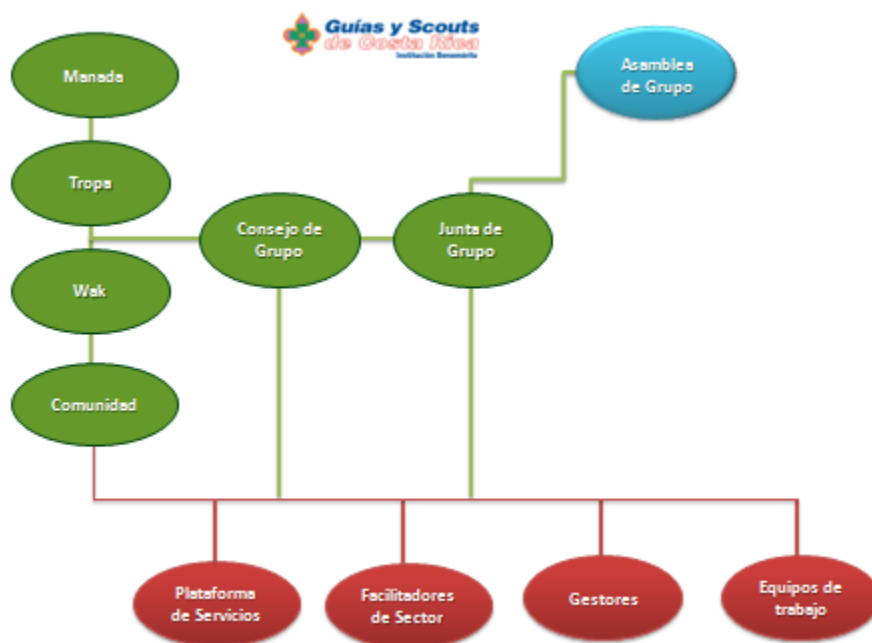 Guías y Scouts
de Costa Rica
Institución Benemérita
Manada
Asamblea
de Grupo
Tropa
Consejo de
Grupo
Junta de
Grupo
Wak
Comunidad
Plataforma
de Servicios
Facilitadores
de Sector
Gestores
Equipos de
trabajo